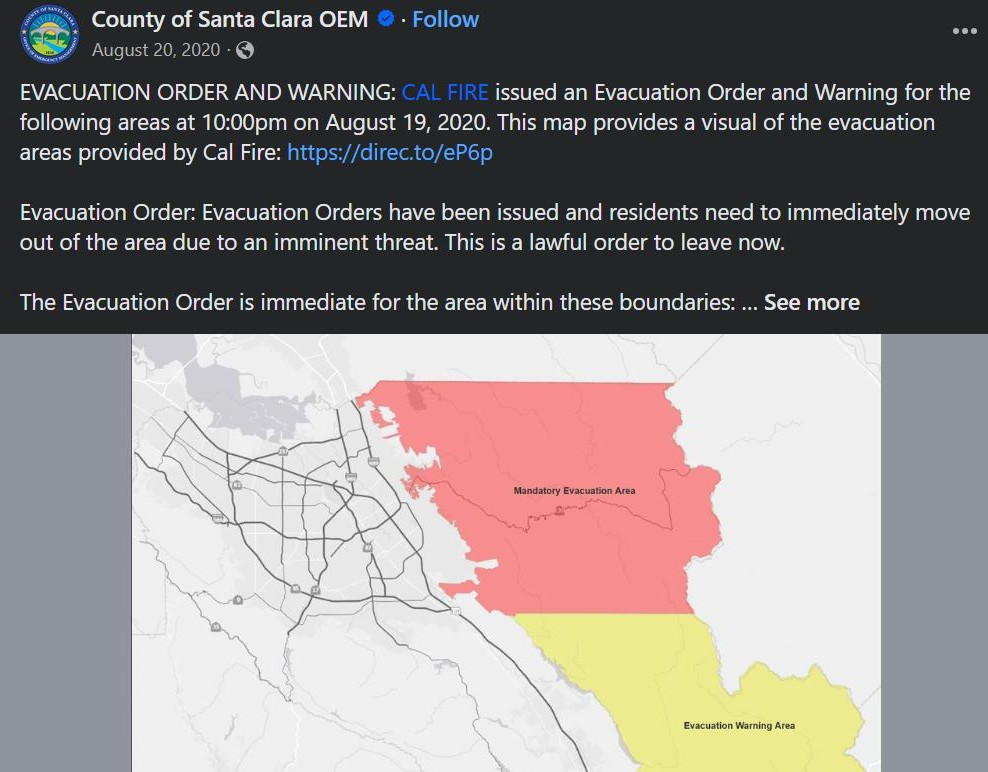 County of Santa Clara OEM · Follow
August 20, 2020 ·
EVACUATION ORDER AND WARNING: CAL FIRE issued an Evacuation Order and Warning for the
following areas at 10:00pm on August 19, 2020. This map provides a visual of the evacuation
areas provided by Cal Fire: https://direc.to/eP6p
Evacuation Order: Evacuation Orders have been issued and residents need to immediately move
out of the area due to an imminent threat. This is a lawful order to leave now.
The Evacuation Order is immediate for the area within these boundaries: ... See more
Mandatory Evacuation Area
Evacuation Warning Area